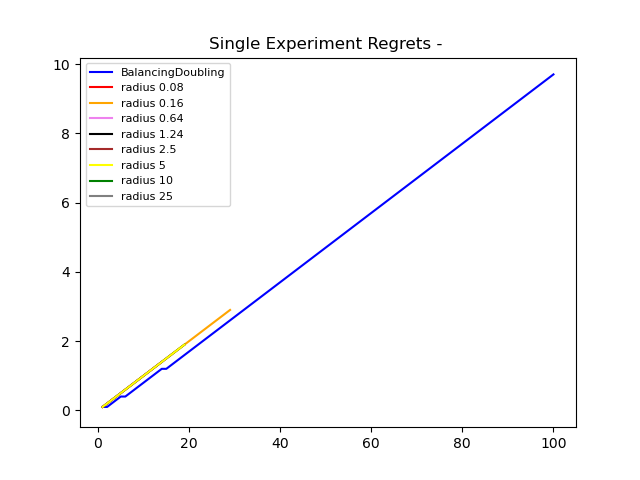 Single Experiment Regrets -
BalancingDoubling
radius 0.08
radius 0.16
radius 0.64
radius 1.24
radius 2.5
radius 5
radius 10
radius 25
10
8
6
4
2
0
0 20 40 60 80 100